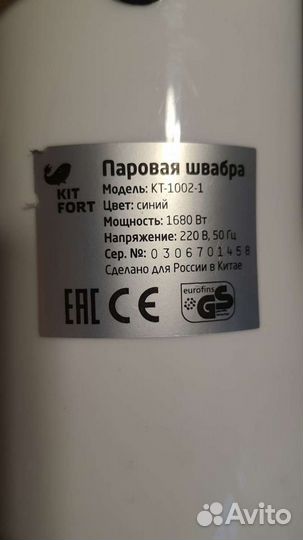 KIT
FORT
Паровая швабра
Модель: КТ-1002-1
Цвет: синий
Мощность: 1680 Вт
Напряжение: 220 В, 50 Гц
Сер. №: 0306701458
Сделано для России в Китае
EAC CE
eurofins
GS
Avito